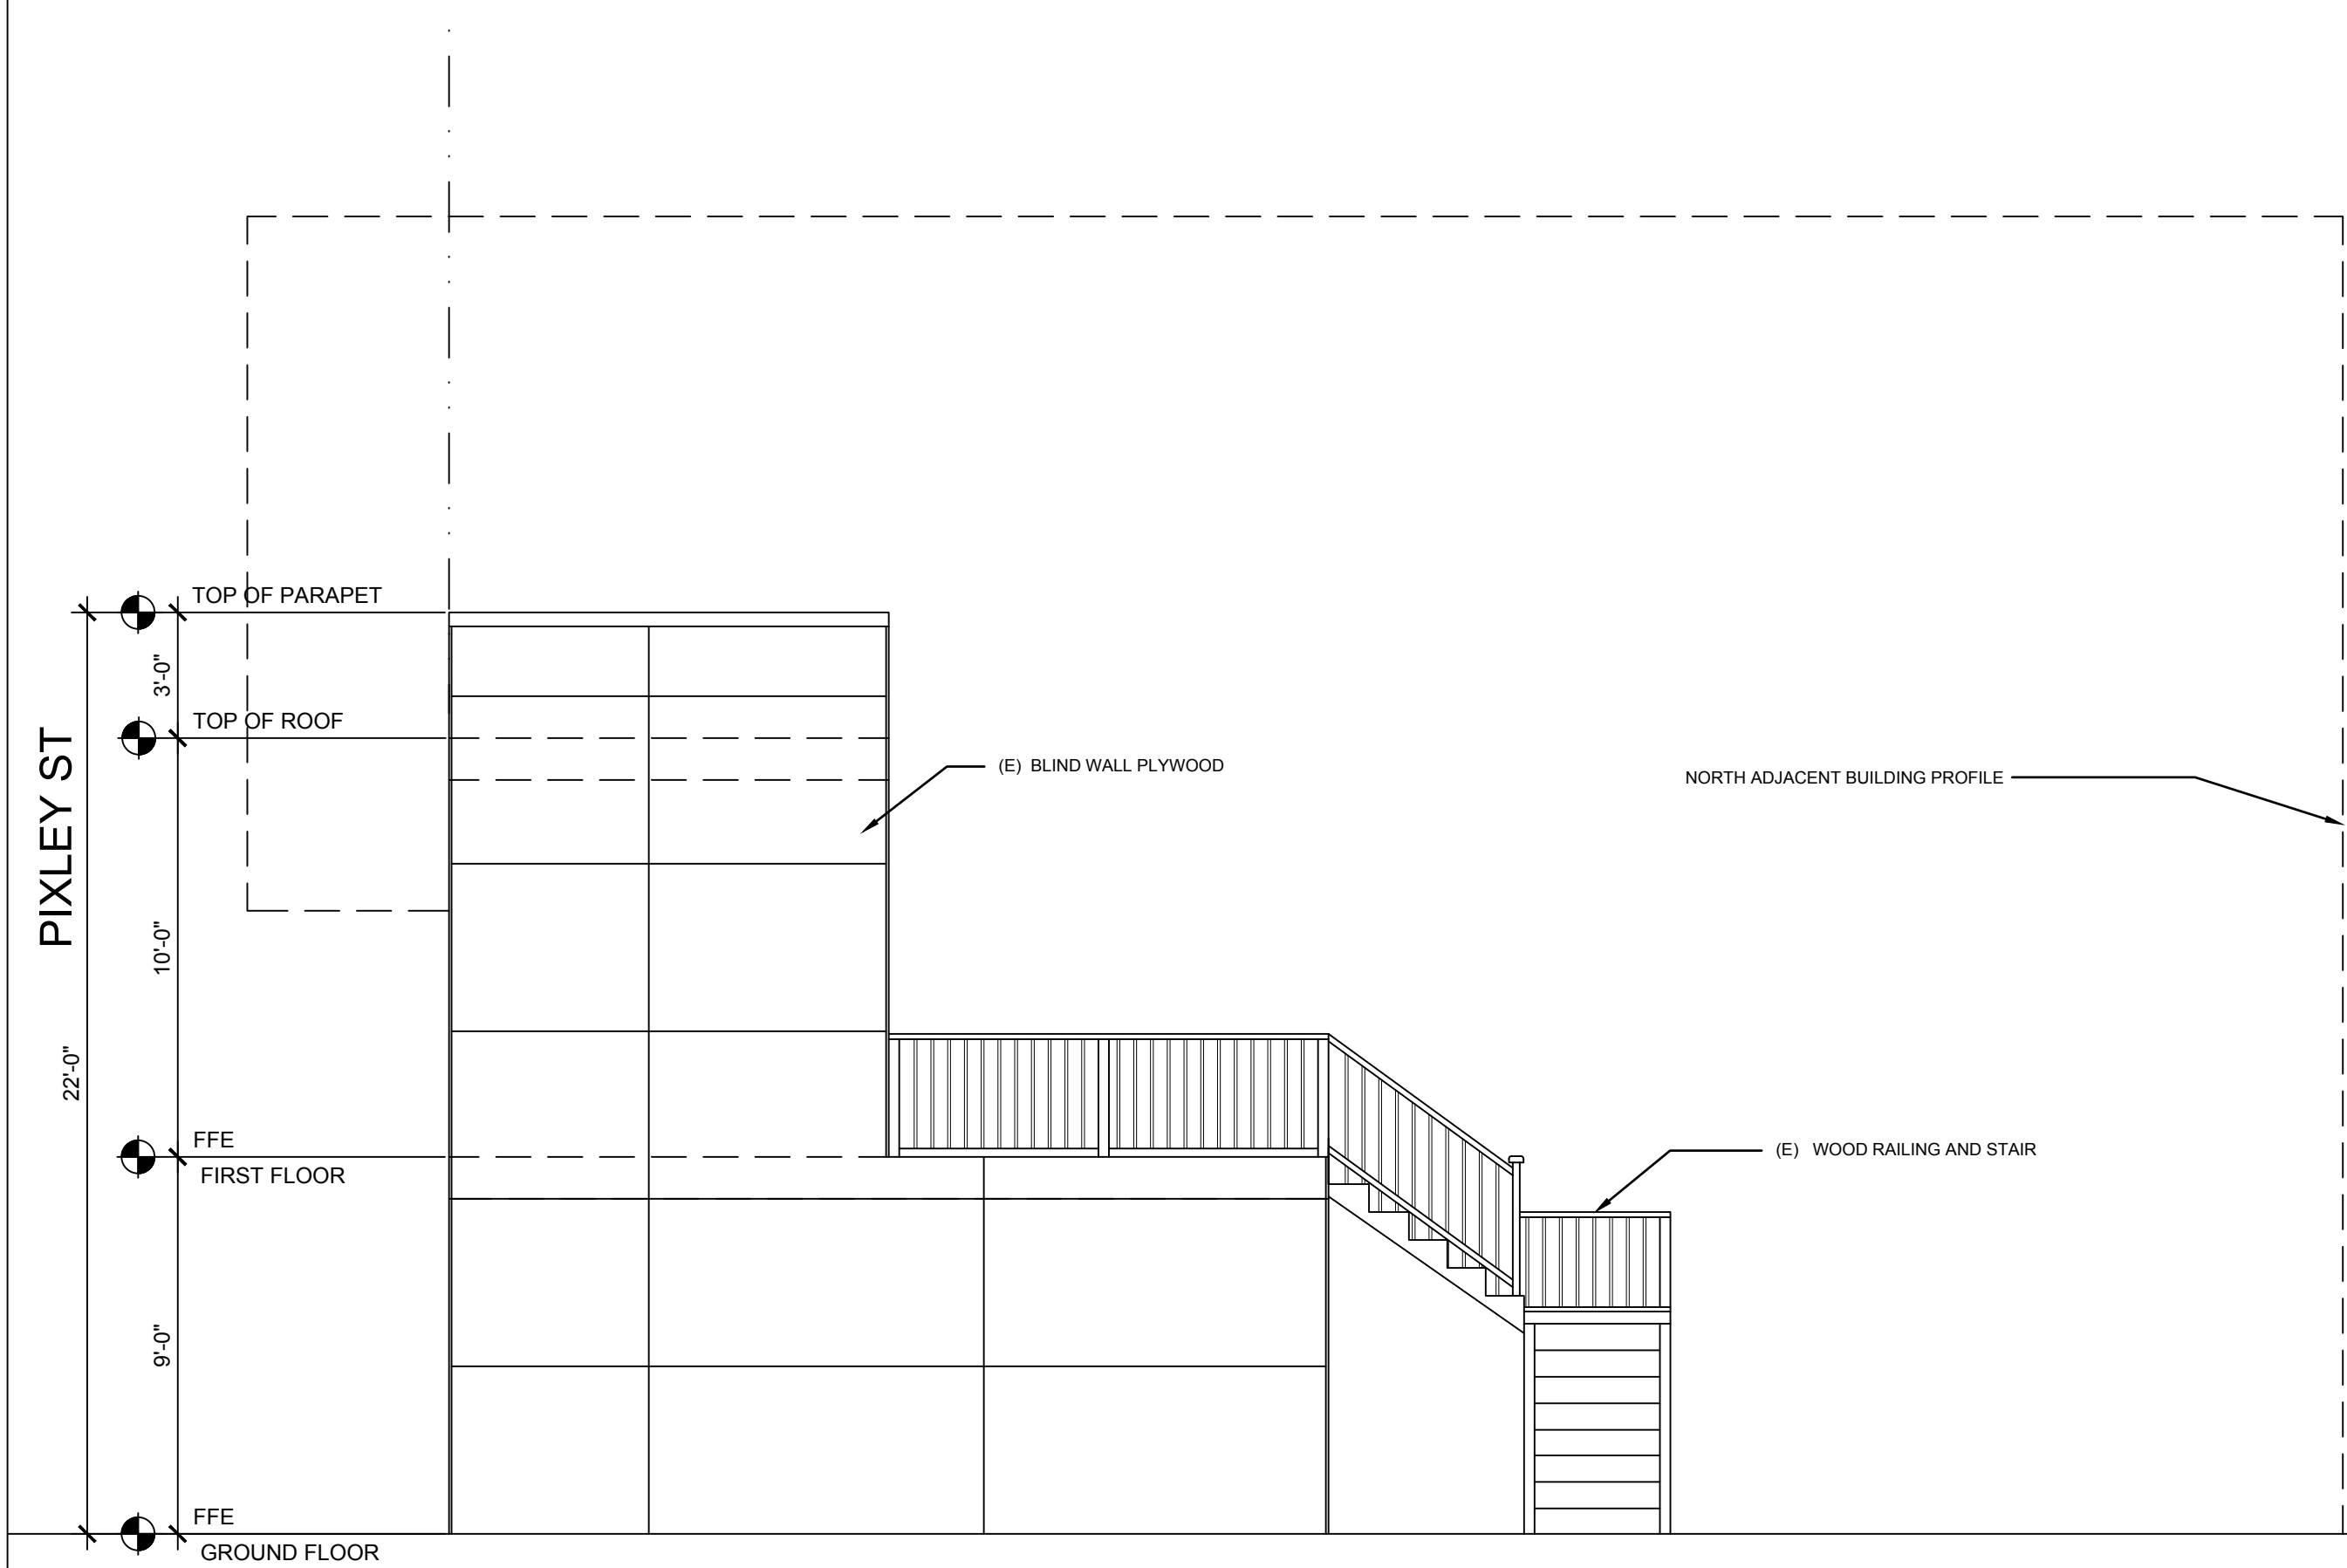 TOP OF PARAPET
3'-0"
TOP OF ROOF
PIXLEY ST
(E) BLIND WALL PLYWOOD
NORTH ADJACENT BUILDING PROFILE
10'-0"
22'-0"
FFE
FIRST FLOOR
(E) WOOD RAILING AND STAIR
9'-0"
FFE
GROUND FLOOR